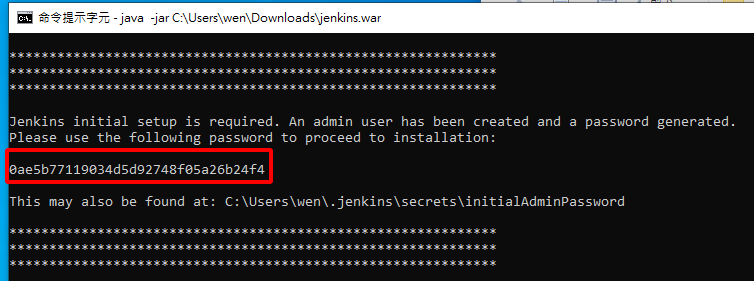 命令提示字元 - java -jar C:\Users\wen\Downloads\jenkins.war
*************************************************************
*************************************************************
*************************************************************
Jenkins initial setup is required. An admin user has been created and a password generated.
Please use the following password to proceed to installation:
0ae5b77119034d5d92748f05a26b24f4
This may also be found at: C:\Users\wen\.jenkins\secrets\initialAdminPassword
*************************************************************
*************************************************************
*************************************************************